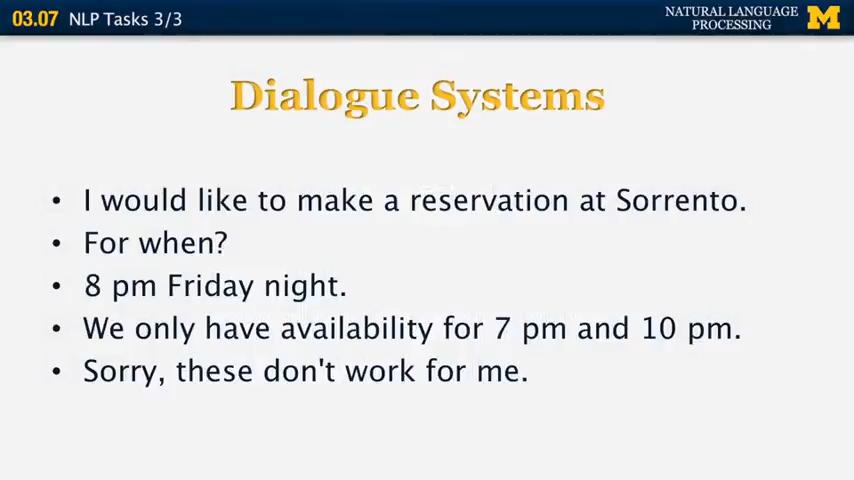 03.07 NLP Tasks 3/3
NATURAL LANGUAGE
PROCESSING
M
Dialogue Systems
• I would like to make a reservation at Sorrento.
• For when?
• 8 pm Friday night.
• We only have availability for 7 pm and 10 pm.
• Sorry, these don't work for me.